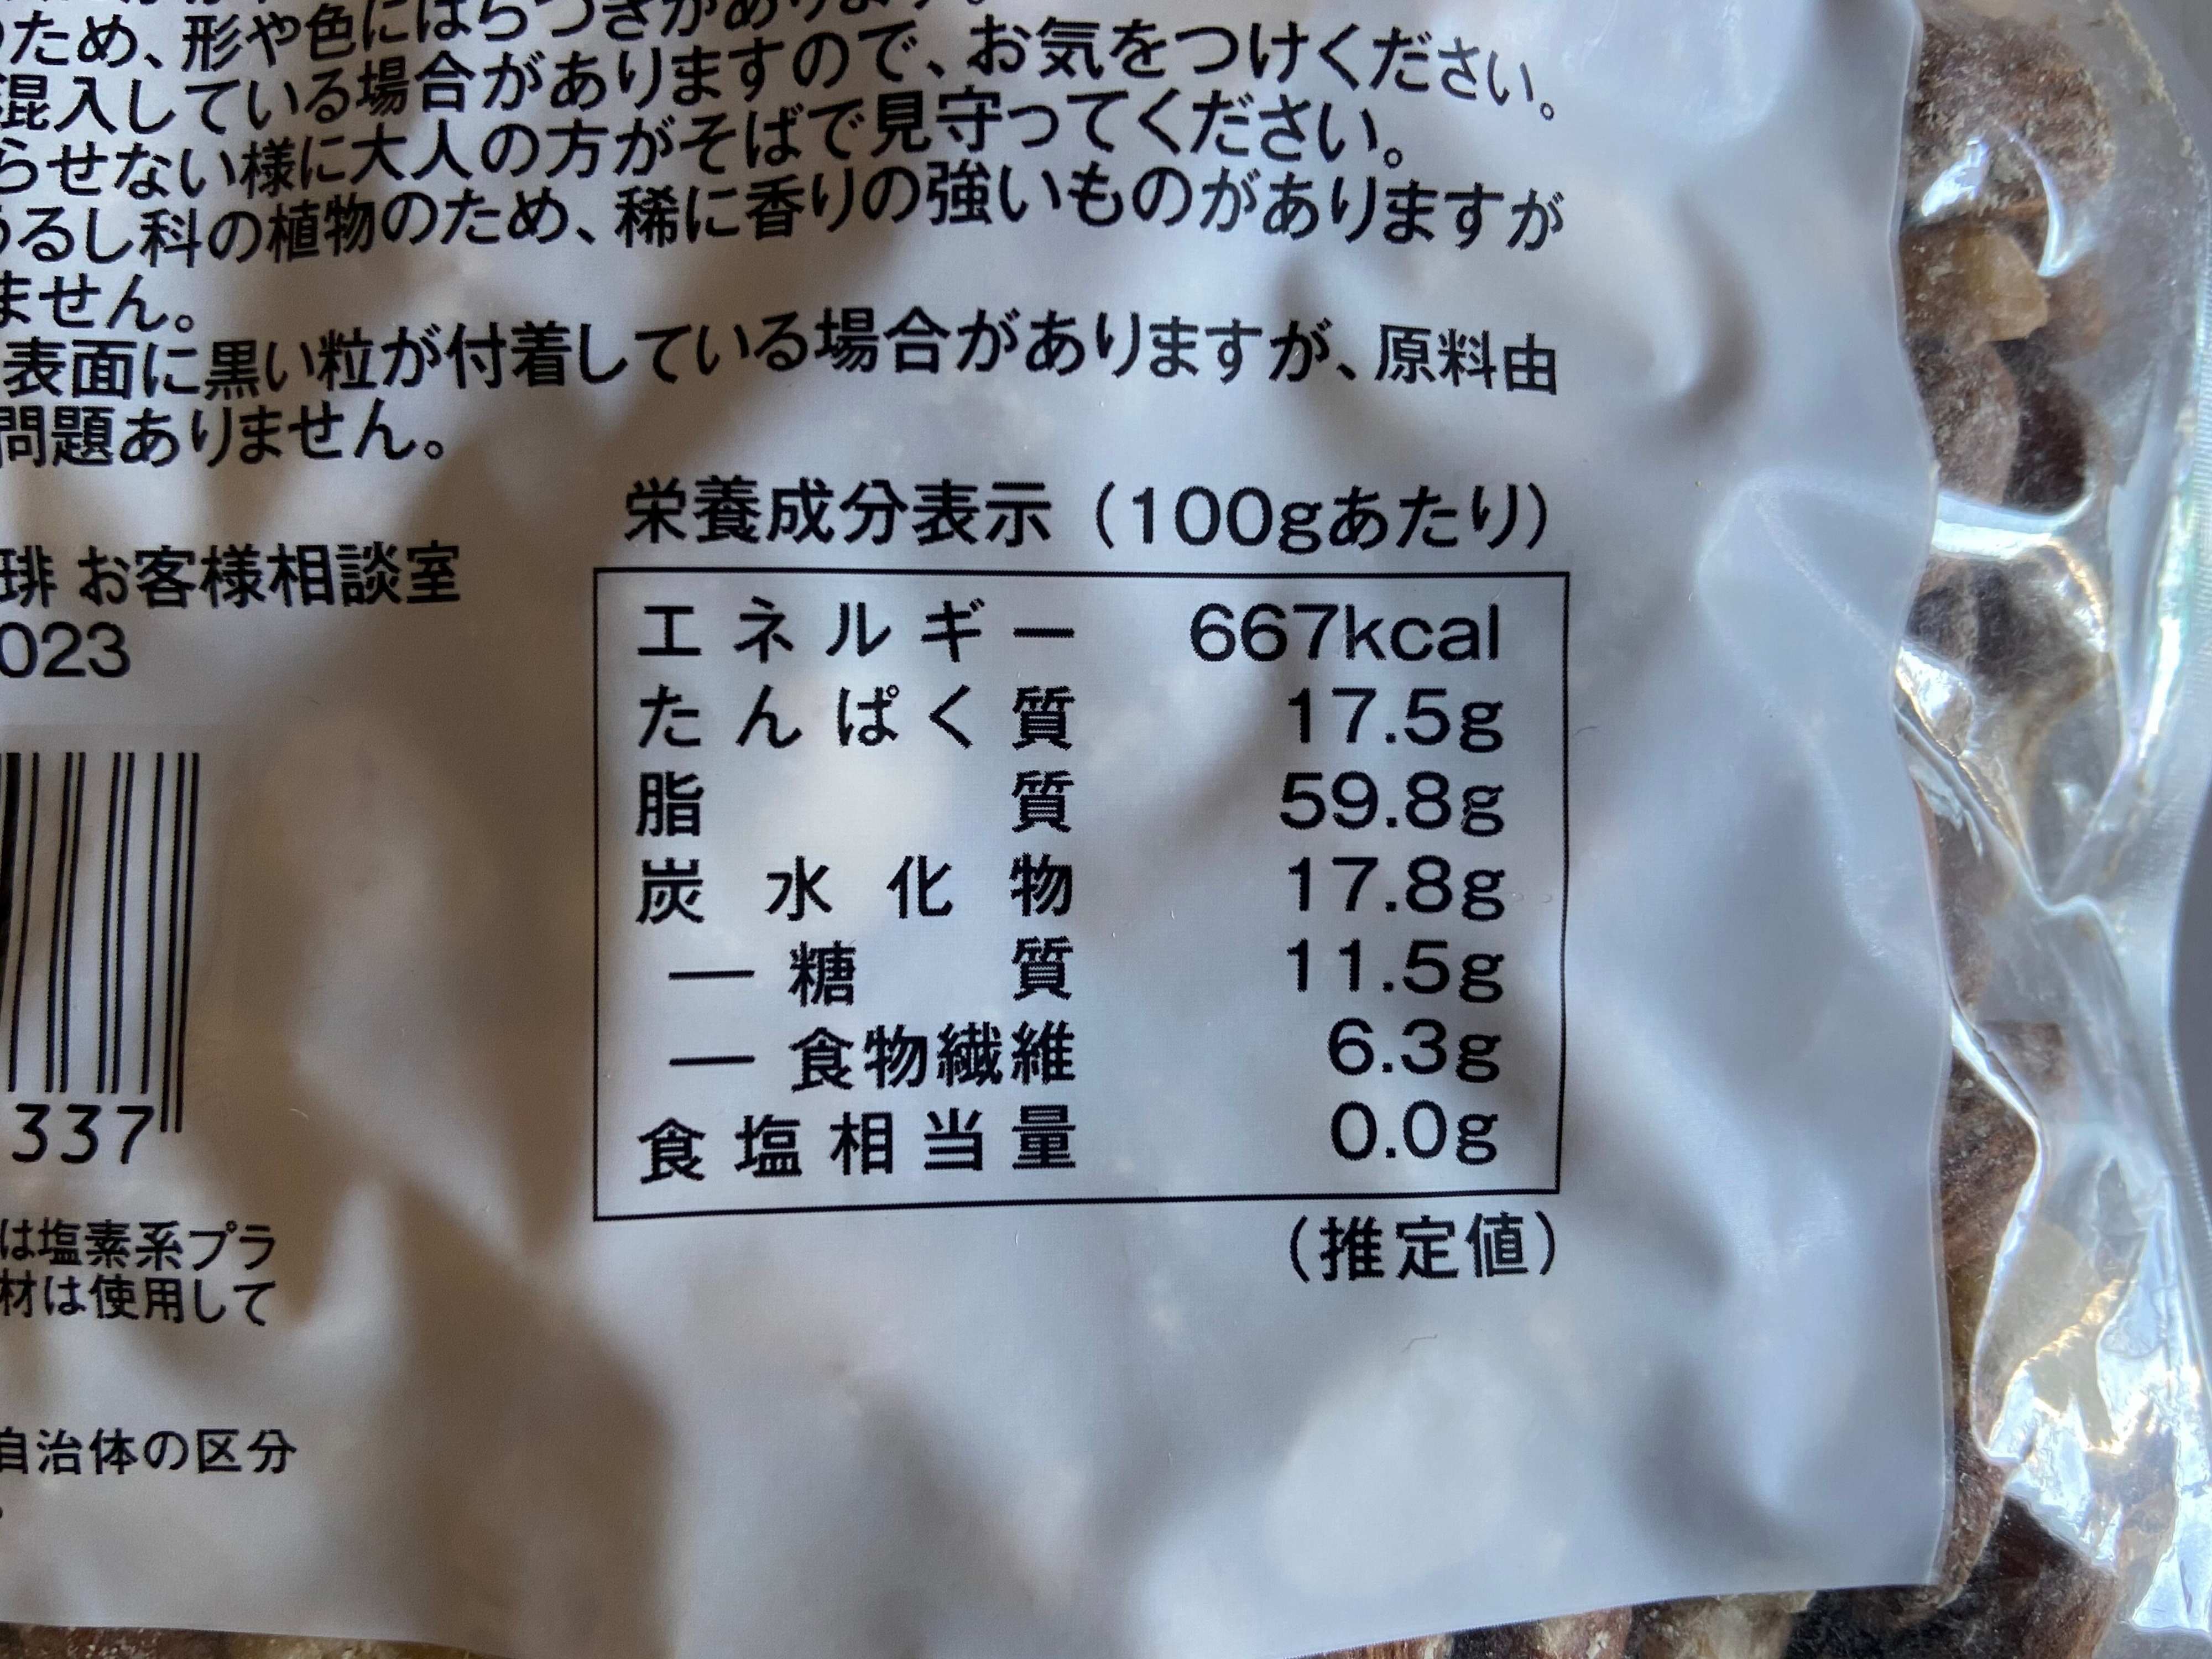 ため、形や色にばらつきがあります。
混入している場合がありますので、お気をつけください。
らせない様に大人の方がそばで見守ってください。
うるし科の植物のため、稀に香りの強いものがありますが
ません。
表面に黒い粒が付着している場合がありますが、原料由
問題ありません。
栄養成分表示（100gあたり）
琲 お客様相談室
023
エネルギー 667kcal
たんぱく質 17.5g
脂質 59.8g
炭水化物 17.8g
― 糖質 11.5g
― 食物繊維 6.3g
食塩相当量 0.0g
（推定値）
337
は塩素系プラ
材は使用して
自治体の区分